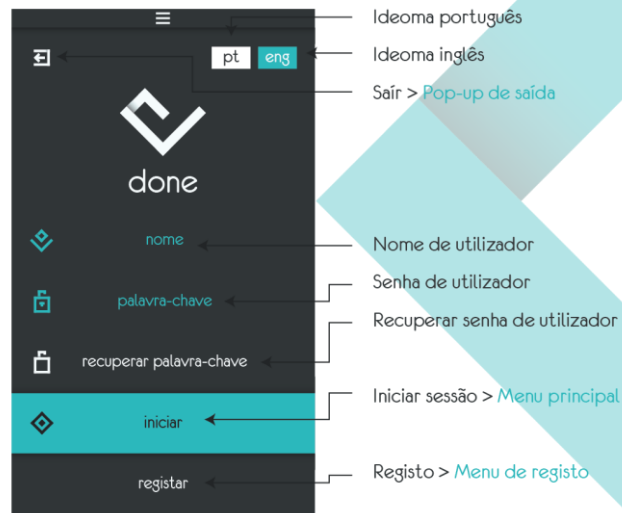 Ideoma português
pt eng
Ideoma inglês
Saír > Pop-up de saída
done
nome
Nome de utilizador
palavra-chave
Senha de utilizador
recuperar palavra-chave
Recuperar senha de utilizador
iniciar
Iniciar sessão > Menu principal
registar
Registo > Menu de registo